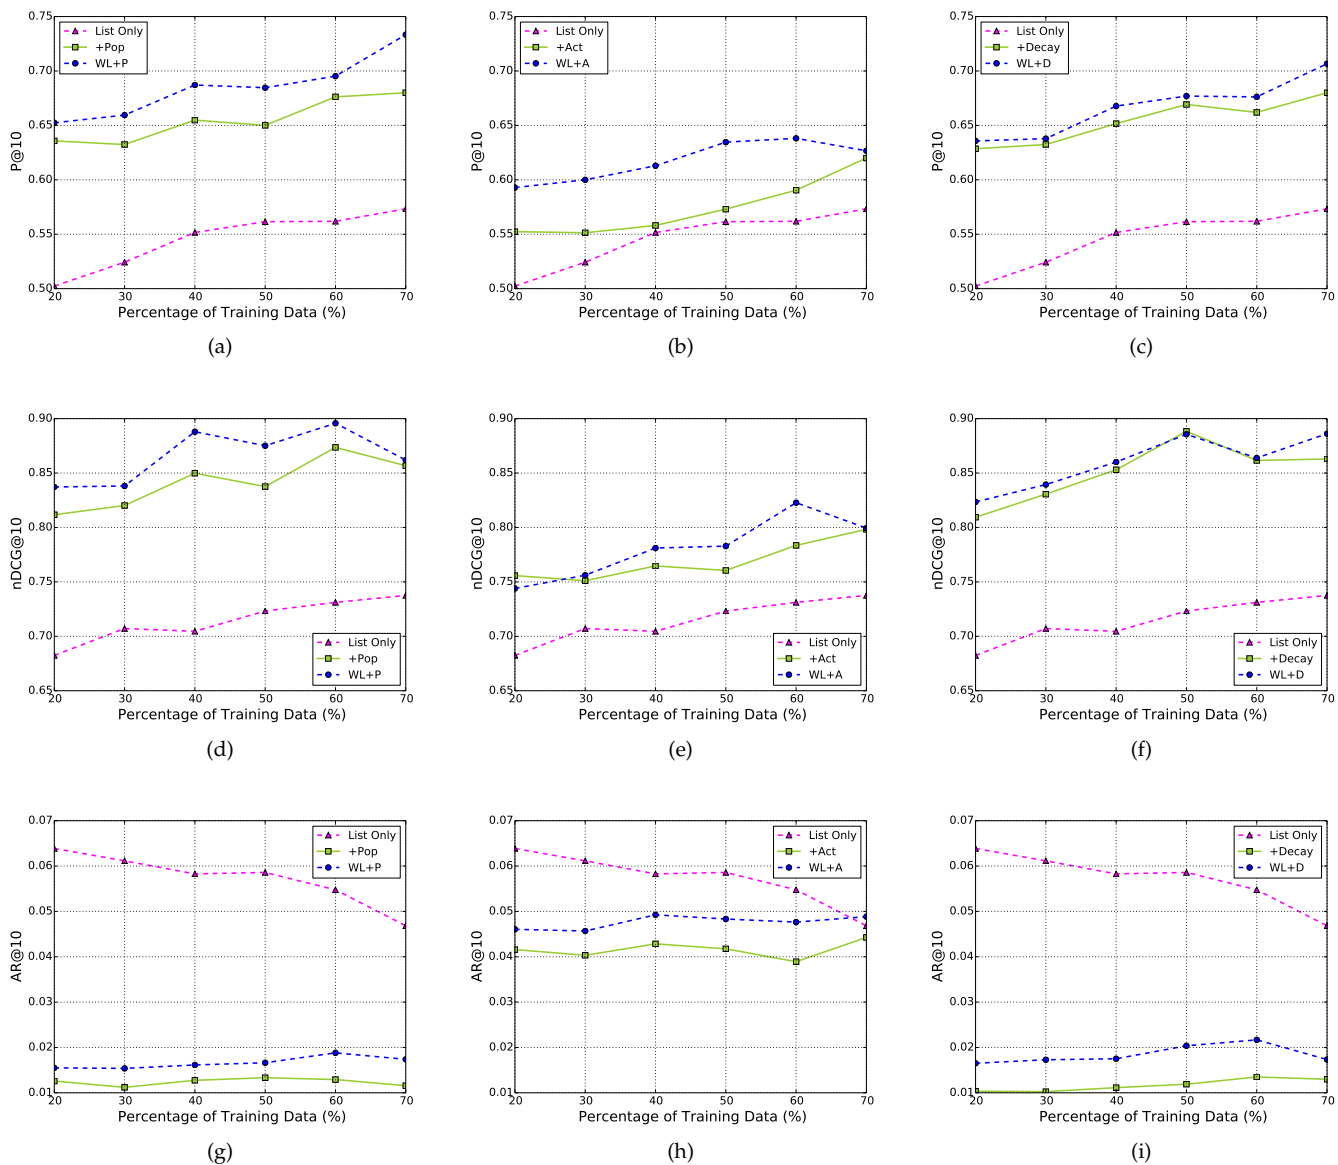 0.75
0.70
0.65
0.60
0.55
0.50
P@10
List Only
+Pop
WL+P
20 30 40 50 60 70
Percentage of Training Data (%)
(a)
0.75
0.70
0.65
0.60
0.55
0.50
P@10
List Only
+Act
WL+A
20 30 40 50 60 70
Percentage of Training Data (%)
(b)
0.75
0.70
0.65
0.60
0.55
0.50
P@10
List Only
+Decay
WL+D
20 30 40 50 60 70
Percentage of Training Data (%)
(c)
0.90
0.85
0.80
0.75
0.70
0.65
nDCG@10
List Only
+Pop
WL+P
20 30 40 50 60 70
Percentage of Training Data (%)
(d)
0.90
0.85
0.80
0.75
0.70
0.65
nDCG@10
List Only
+Act
WL+A
20 30 40 50 60 70
Percentage of Training Data (%)
(e)
0.90
0.85
0.80
0.75
0.70
0.65
nDCG@10
List Only
+Decay
WL+D
20 30 40 50 60 70
Percentage of Training Data (%)
(f)
0.07
0.06
0.05
0.04
0.03
0.02
0.01
AR@10
List Only
+Pop
WL+P
20 30 40 50 60 70
Percentage of Training Data (%)
(g)
0.07
0.06
0.05
0.04
0.03
0.02
0.01
AR@10
List Only
+Act
WL+A
20 30 40 50 60 70
Percentage of Training Data (%)
(h)
0.07
0.06
0.05
0.04
0.03
0.02
0.01
AR@10
List Only
+Decay
WL+D
20 30 40 50 60 70
Percentage of Training Data (%)
(i)